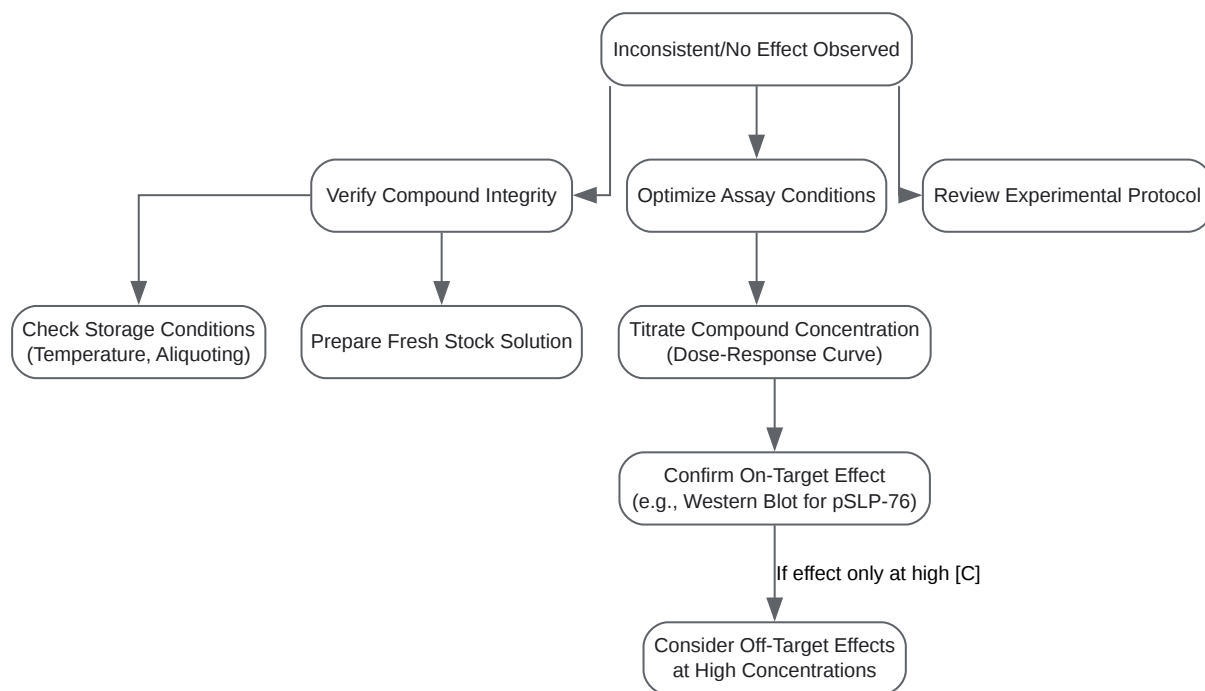 Inconsistent/No Effect Observed
Verify Compound Integrity
Optimize Assay Conditions
Review Experimental Protocol
Check Storage Conditions
(Temperature, Aliquoting)
Prepare Fresh Stock Solution
Titrate Compound Concentration
(Dose-Response Curve)
Confirm On-Target Effect
(e.g., Western Blot for pSLP-76)
If effect only at high [C]
Consider Off-Target Effects
at High Concentrations